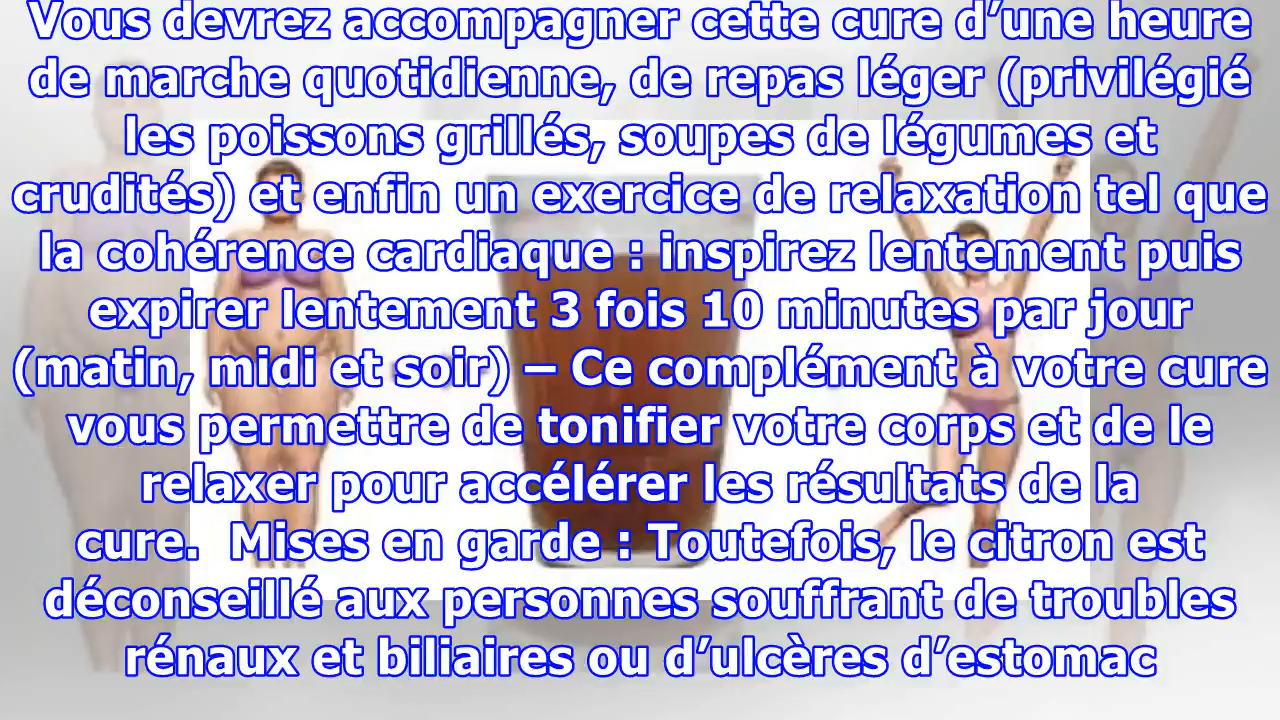 Vous devrez accompagner cette cure d’une heure
de marche quotidienne, de repas léger (privilégié
les poissons grillés, soupes de légumes et
crudités) et enfin un exercice de relaxation tel que
la cohérence cardiaque : inspirez lentement puis
expirer lentement 3 fois 10 minutes par jour
(matin, midi et soir) – Ce complément à votre cure
vous permettre de tonifier votre corps et de le
relaxer pour accélérer les résultats de la
cure.  Mises en garde : Toutefois, le citron est
déconseillé aux personnes souffrant de troubles
rénaux et biliaires ou d’ulcères d’estomac